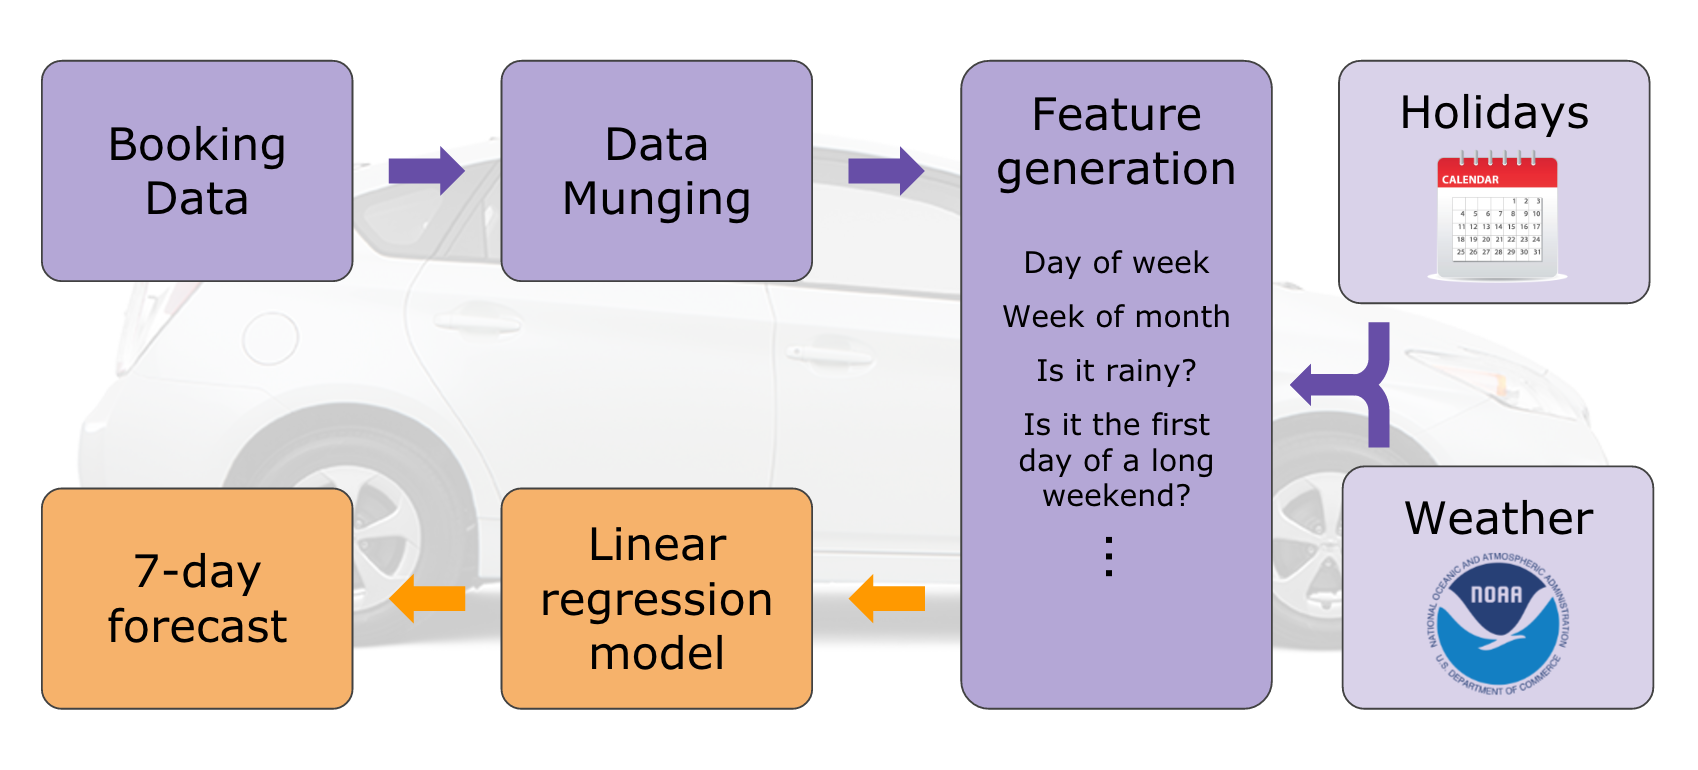 Booking
Data
Data
Munging
Feature
generation
Day of week
Week of month
Is it rainy?
Is it the first
day of a long
weekend?
⋮
Holidays
CALENDAR
1 2 3
4 5 6 7 8 9 10
11 12 13 14 15 16 17
18 19 20 21 22 23 24
25 26 27 28 29 30 31
Weather
NATIONAL OCEANIC AND ATMOSPHERIC ADMINISTRATION
NOAA
U.S. DEPARTMENT OF COMMERCE
Linear
regression
model
7-day
forecast